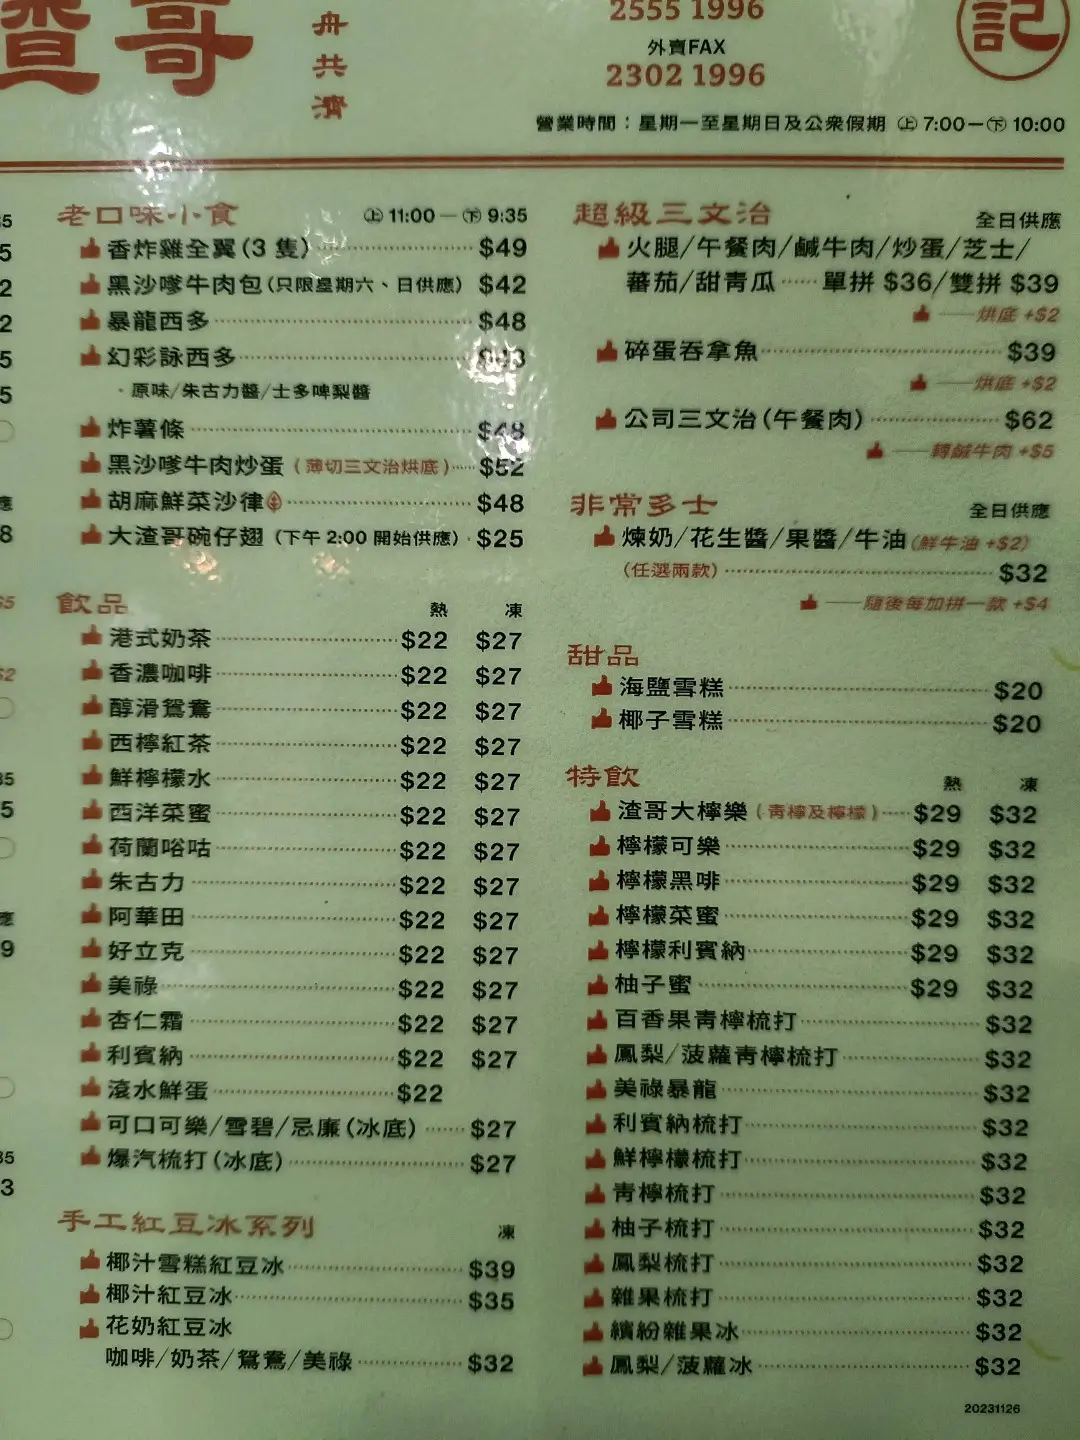 渣哥
舟共濟
2555 1996
外賣FAX
2302 1996
記
營業時間：星期一至星期日及公衆假期 ㊤ 7:00－㊦ 10:00
老口味小食 ㊤ 11:00 － ㊦ 9:35
香炸雞全翼(3 隻) $49
黑沙嗲牛肉包(只限星期六、日供應) $42
暴龍西多 $48
幻彩詠西多
·原味/朱古力醬/士多啤梨醬
炸薯條 $48
黑沙嗲牛肉炒蛋(薄切三文治烘底) $52
胡麻鮮菜沙律 $48
大渣哥碗仔翅(下午 2:00 開始供應) $25
飲品 熱 凍
港式奶茶 $22 $27
香濃咖啡 $22 $27
醇滑鴛鴦 $22 $27
西檸紅茶 $22 $27
鮮檸檬水 $22 $27
西洋菜蜜 $22 $27
荷蘭唂咕 $22 $27
朱古力 $22 $27
阿華田 $22 $27
好立克 $22 $27
美祿 $22 $27
杏仁霜 $22 $27
利賓納 $22 $27
滾水鮮蛋 $22
可口可樂/雪碧/忌廉(冰底) $27
爆汽梳打(冰底) $27
手工紅豆冰系列 凍
椰汁雪糕紅豆冰 $39
椰汁紅豆冰 $35
花奶紅豆冰
咖啡/奶茶/鴛鴦/美祿 $32
超級三文治 全日供應
火腿/午餐肉/鹹牛肉/炒蛋/芝士/
蕃茄/甜青瓜 單拼 $36/雙拼 $39
烘底 +$2
碎蛋吞拿魚 $39
烘底 +$2
公司三文治(午餐肉) $62
轉鹹牛肉 +$5
非常多士 全日供應
煉奶/花生醬/果醬/牛油(鮮牛油 +$2)
(任選兩款) $32
隨後每加拼一款 +$4
甜品
海鹽雪糕 $20
椰子雪糕 $20
特飲 熱 凍
渣哥大檸樂(青檸及檸檬) $29 $32
檸檬可樂 $29 $32
檸檬黑啡 $29 $32
檸檬菜蜜 $29 $32
檸檬利賓納 $29 $32
柚子蜜 $29 $32
百香果青檸梳打 $32
鳳梨/菠蘿青檸梳打 $32
美祿暴龍 $32
利賓納梳打 $32
鮮檸檬梳打 $32
青檸梳打 $32
柚子梳打 $32
鳳梨梳打 $32
雜果梳打 $32
繽紛雜果冰 $32
鳳梨/菠蘿冰 $32
20231126